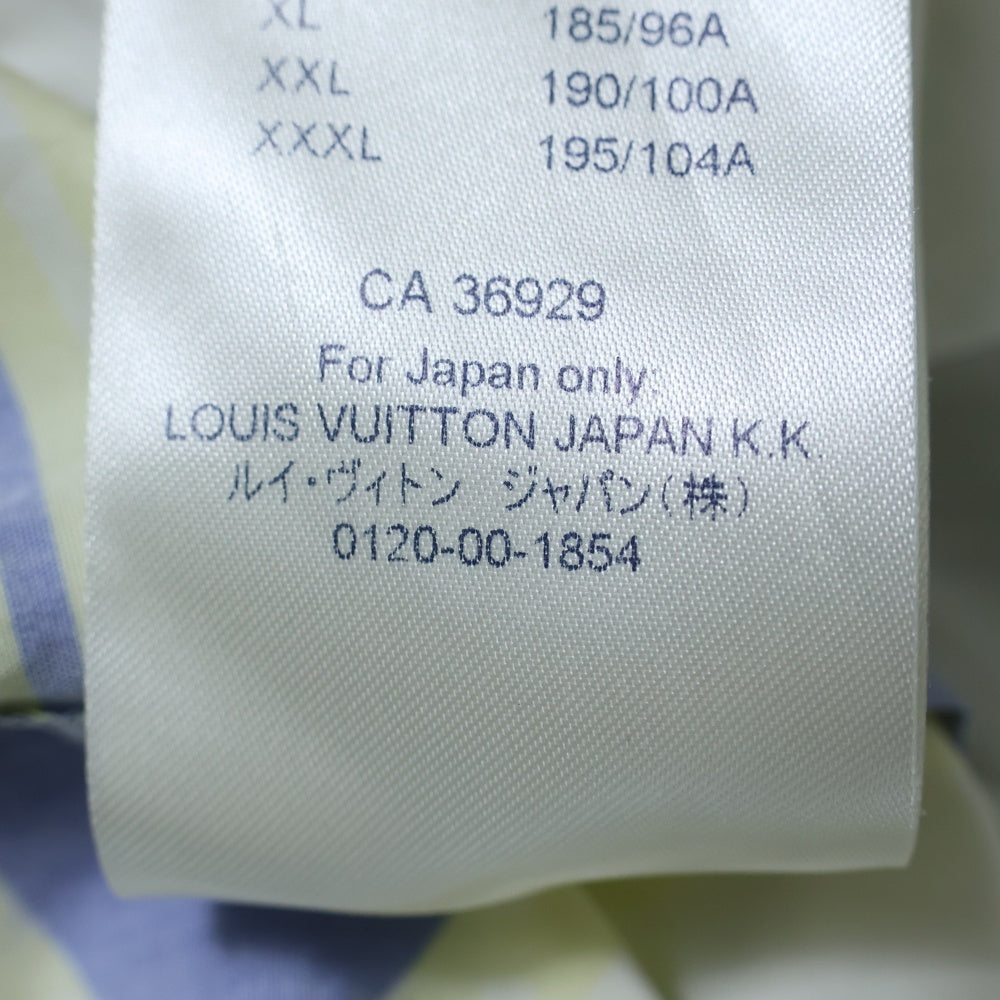 XL 185/96A
XXL 190/100A
XXXL 195/104A
CA 36929
For Japan only:
LOUIS VUITTON JAPAN K.K.
ルイ・ヴィトン ジャパン(株)
0120-00-1854